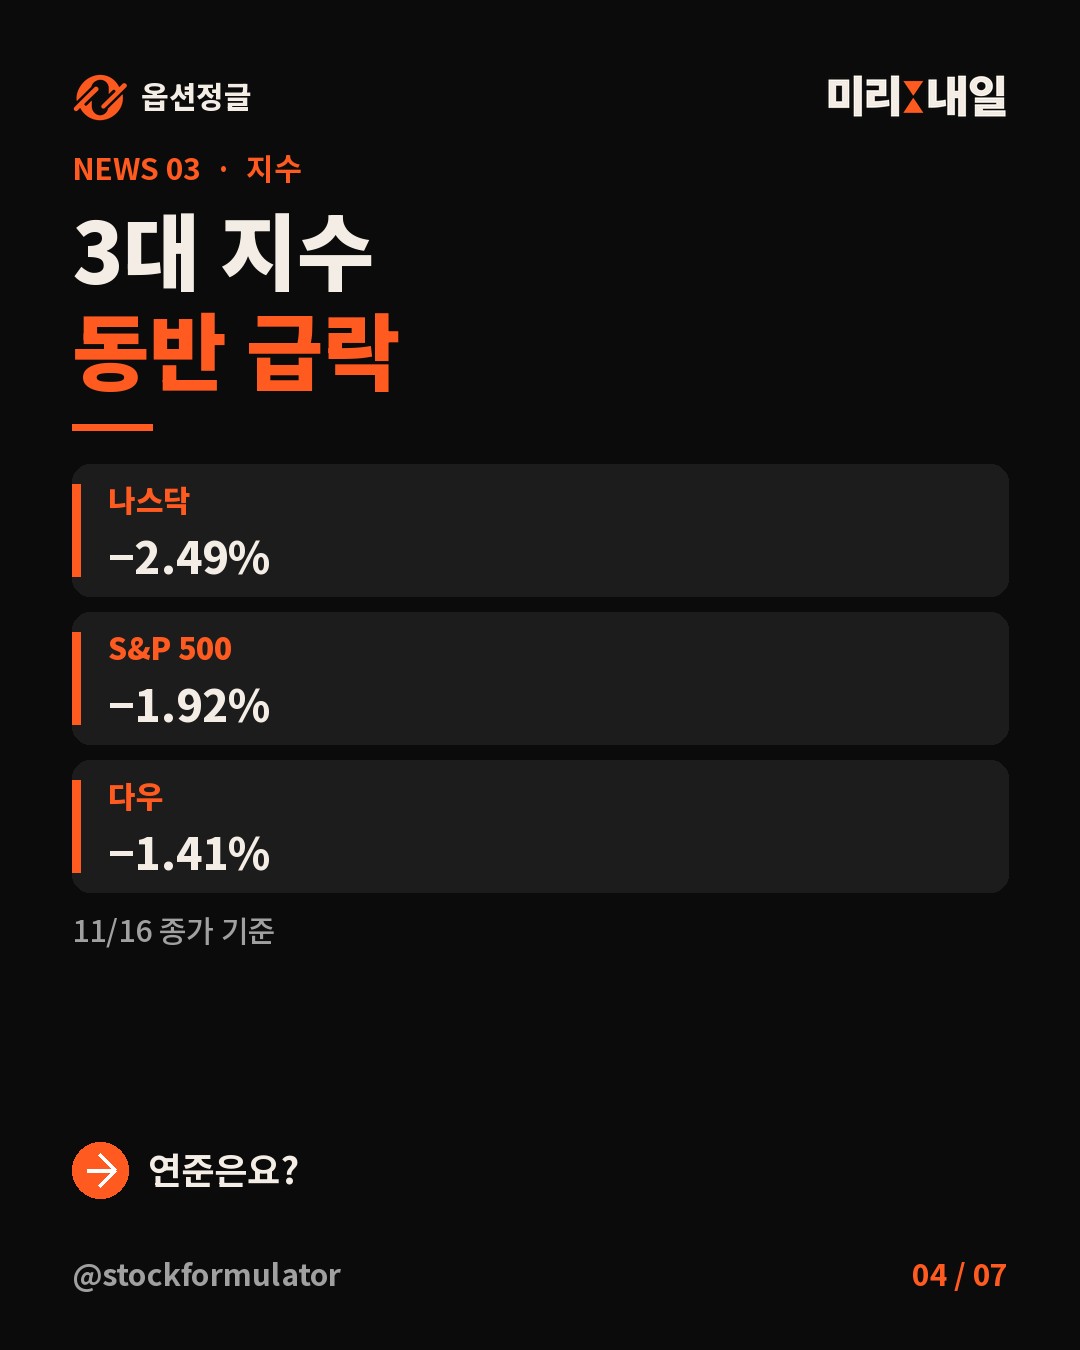 옵션정글
미리내일
NEWS 03 · 지수
3대 지수
동반 급락
나스닥
−2.49%
S&P 500
−1.92%
다우
−1.41%
11/16 종가 기준
연준은요?
@stockformulator
04 / 07